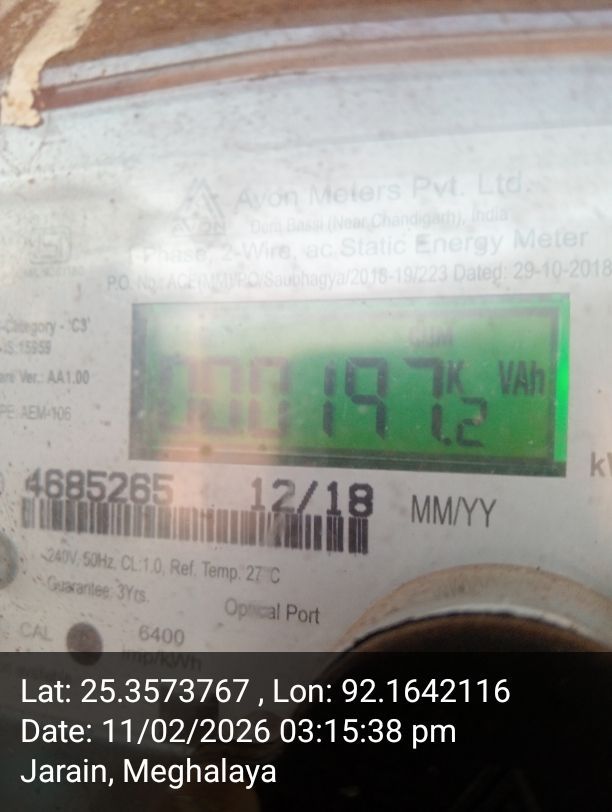 Avon Meters Pvt. Ltd.
Dera Bassi (Near Chandigarh), India
Phase, 2-Wire, ac Static Energy Meter
P.O. No.: ACE(MM)/PO/Saubhagya/2018-19/223 Dated: 29-10-2018
-Category - 'C3'
IS:15959
are Ver.: AA1.00
PE: AEM-106
CUM
000197.2 K VAh
4685265 12/18 MM/YY
240V, 50Hz, CL:1.0, Ref. Temp. 27°C
Guarantee: 3Yrs.
Optical Port
CAL 6400
imp/kWh
Lat: 25.3573767 , Lon: 92.1642116
Date: 11/02/2026 03:15:38 pm
Jarain, Meghalaya